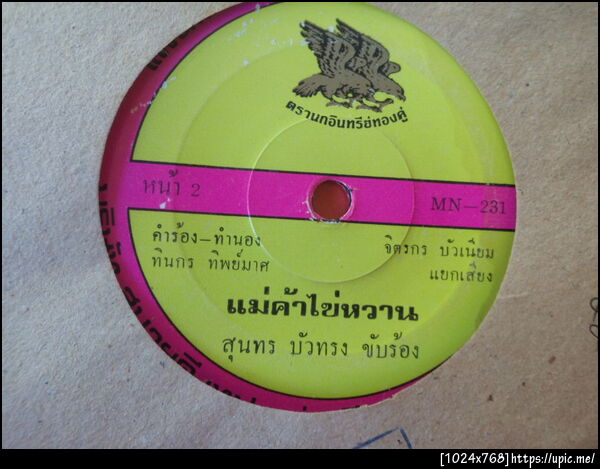 ตรานกอินทรีย์ทองคู่
หน้า 2
MN-231
คำร้อง-ทำนอง
ทินกร ทิพย์มาศ
จิตรกร บัวเนียม
แยกเสียง
แม่ค้าไข่หวาน
สุนทร บัวทรง ขับร้อง
[1024x768]https://upic.me/